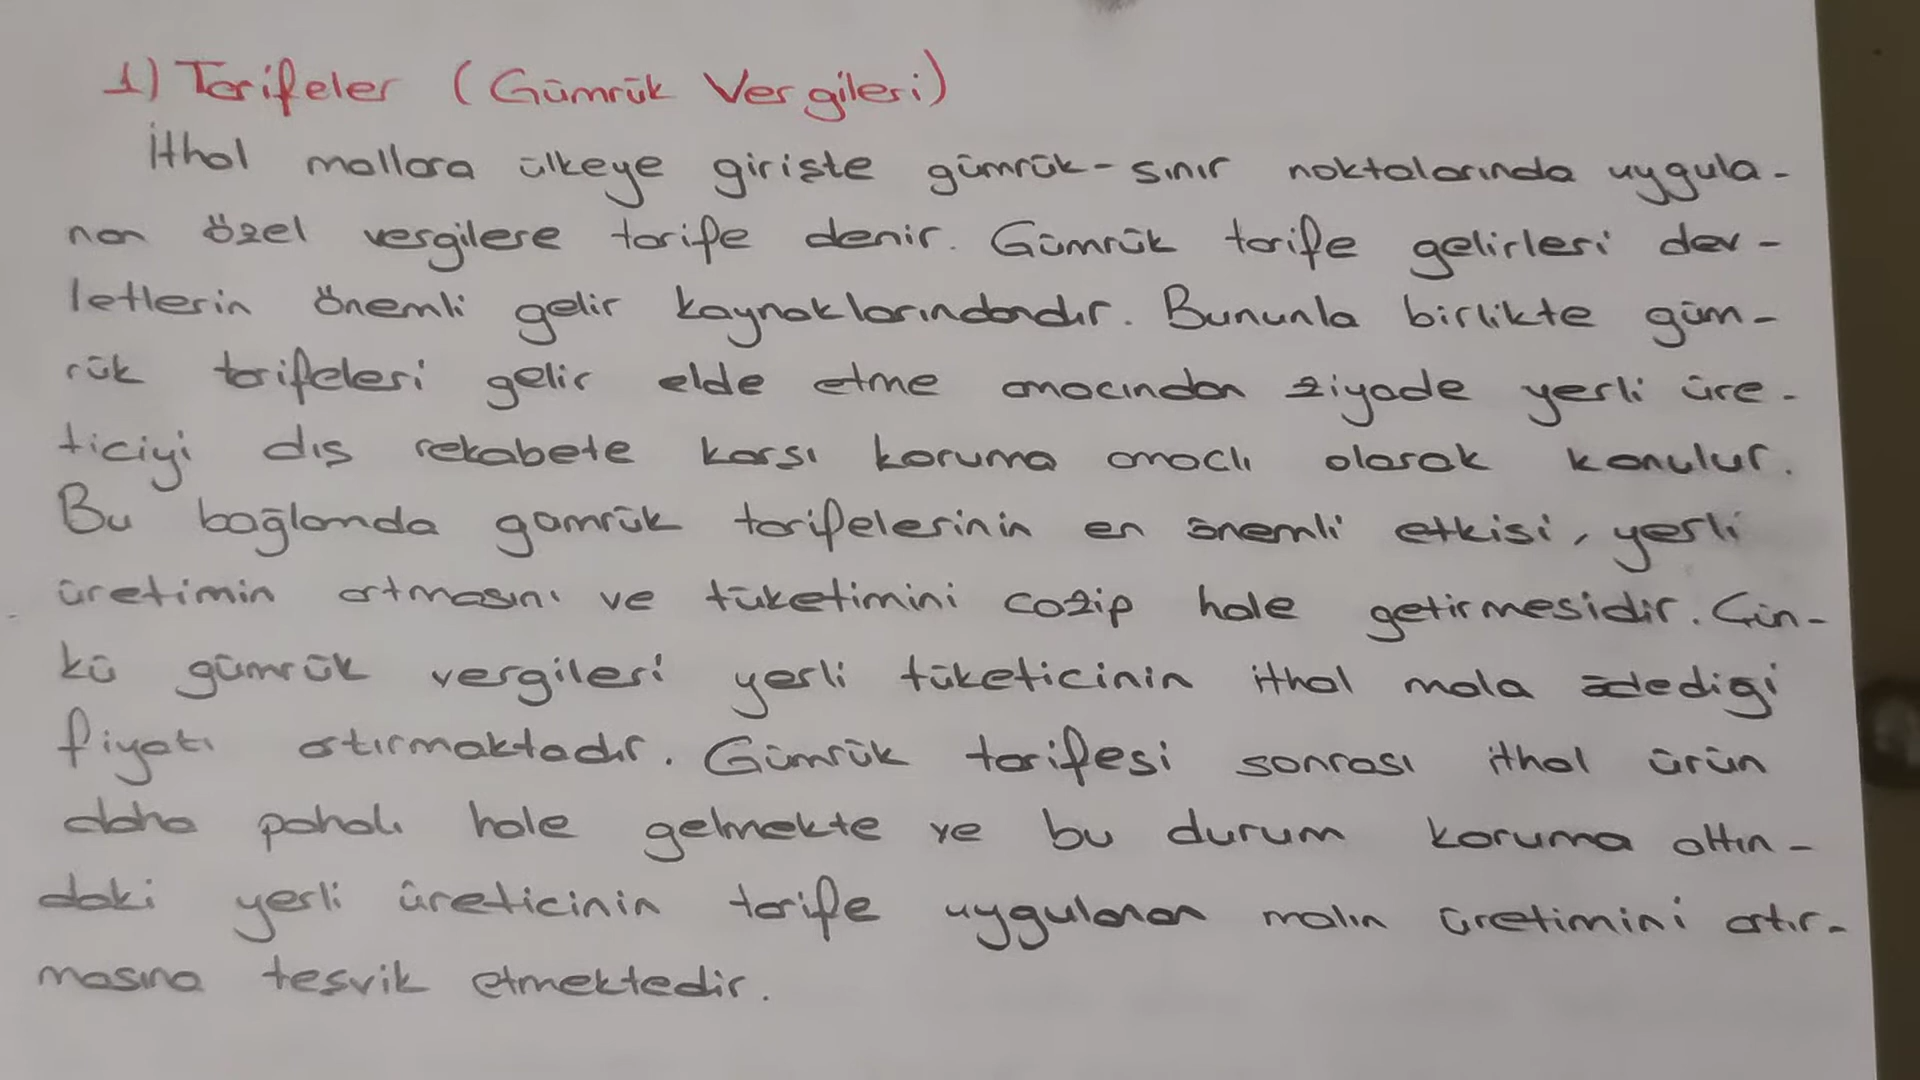 1) Tarifeler (Gümrük Vergileri)
İthal mallara ülkeye girişte gümrük-sınır noktalarında uygula-
nan özel vergilere tarife denir. Gümrük tarife gelirleri dev-
letlerin önemli gelir kaynaklarındandır. Bununla birlikte güm-
rük tarifeleri gelir elde etme amacından ziyade yerli üre-
ticiyi dış rekabete karşı koruma amaçlı olarak konulur.
Bu bağlamda gümrük tarifelerinin en önemli etkisi, yerli
üretimin artmasını ve tüketimini cazip hale getirmesidir. Çün-
kü gümrük vergileri yerli tüketicinin ithal mala ödediği
fiyatı artırmaktadır. Gümrük tarifesi sonrası ithal ürün
daha pahalı hale gelmekte ve bu durum koruma altın-
daki yerli üreticinin tarife uygulanan malın üretimini artır-
masına teşvik etmektedir.